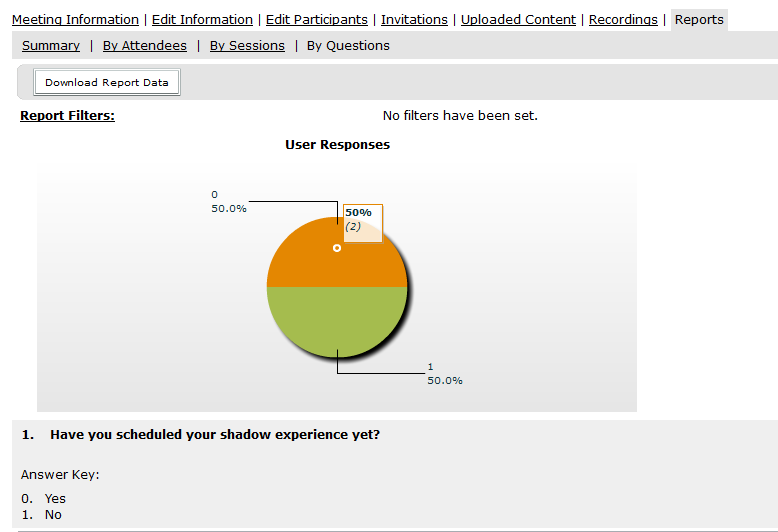 Meeting Information | Edit Information | Edit Participants | Invitations | Uploaded Content | Recordings | Reports
Summary | By Attendees | By Sessions | By Questions
Download Report Data
Report Filters: No filters have been set.
User Responses
0
50.0%
50%
(2)
1
50.0%
1. Have you scheduled your shadow experience yet?
Answer Key:
0. Yes
1. No